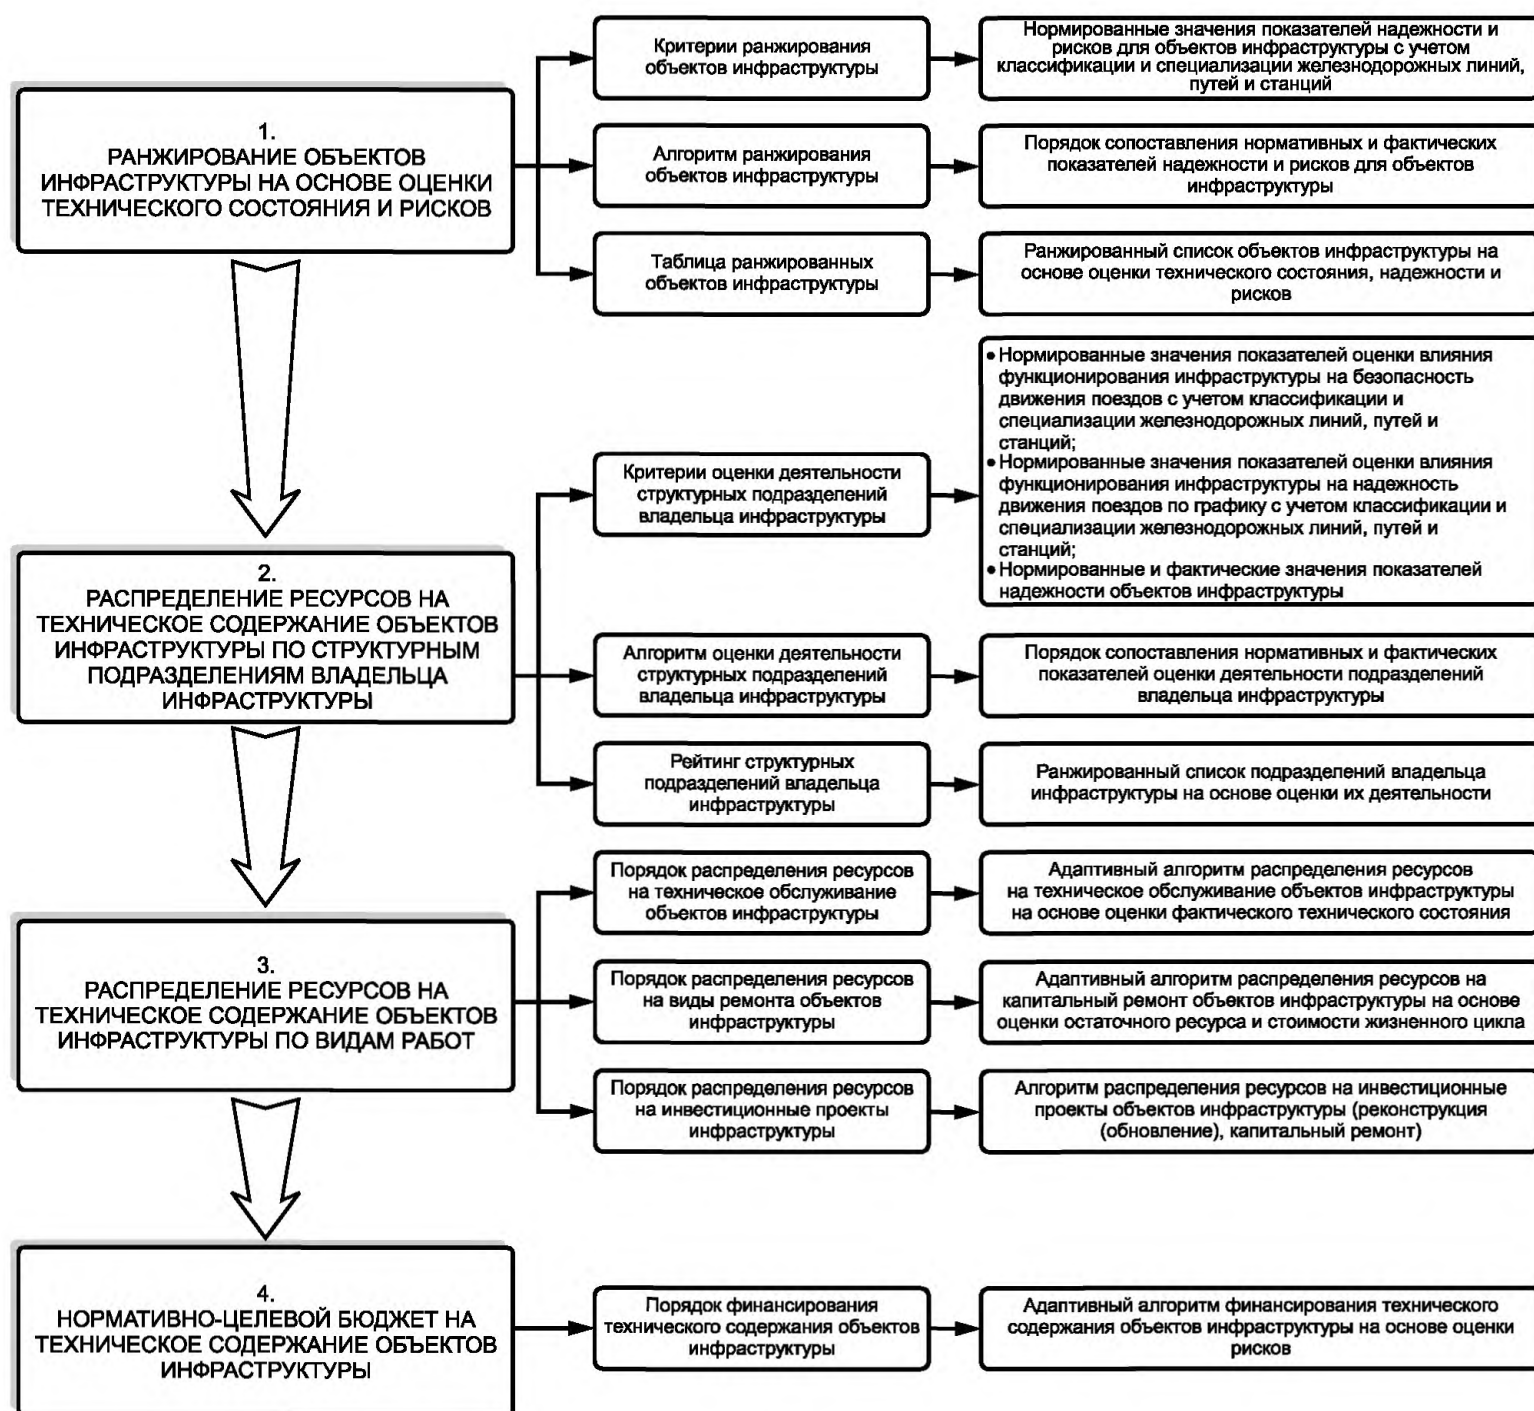 1.
РАНЖИРОВАНИЕ ОБЪЕКТОВ
ИНФРАСТРУКТУРЫ НА ОСНОВЕ ОЦЕНКИ
ТЕХНИЧЕСКОГО СОСТОЯНИЯ И РИСКОВ
Критерии ранжирования
объектов инфраструктуры
Нормированные значения показателей надежности и
рисков для объектов инфраструктуры с учетом
классификации и специализации железнодорожных линий,
путей и станций
Алгоритм ранжирования
объектов инфраструктуры
Порядок сопоставления нормативных и фактических
показателей надежности и рисков для объектов
инфраструктуры
Таблица ранжированных
объектов инфраструктуры
Ранжированный список объектов инфраструктуры на
основе оценки технического состояния, надежности и
рисков
2.
РАСПРЕДЕЛЕНИЕ РЕСУРСОВ НА
ТЕХНИЧЕСКОЕ СОДЕРЖАНИЕ ОБЪЕКТОВ
ИНФРАСТРУКТУРЫ ПО СТРУКТУРНЫМ
ПОДРАЗДЕЛЕНИЯМ ВЛАДЕЛЬЦА
ИНФРАСТРУКТУРЫ
Критерии оценки деятельности
структурных подразделений
владельца инфраструктуры
• Нормированные значения показателей оценки влияния
функционирования инфраструктуры на безопасность
движения поездов с учетом классификации и
специализации железнодорожных линий, путей и
станций;
• Нормированные значения показателей оценки влияния
функционирования инфраструктуры на надежность
движения поездов по графику с учетом классификации и
специализации железнодорожных линий, путей и
станций;
• Нормированные и фактические значения показателей
надежности объектов инфраструктуры
Алгоритм оценки деятельности
структурных подразделений
владельца инфраструктуры
Порядок сопоставления нормативных и фактических
показателей оценки деятельности подразделений
владельца инфраструктуры
Рейтинг структурных
подразделений владельца
инфраструктуры
Ранжированный список подразделений владельца
инфраструктуры на основе оценки их деятельности
3.
РАСПРЕДЕЛЕНИЕ РЕСУРСОВ НА
ТЕХНИЧЕСКОЕ СОДЕРЖАНИЕ ОБЪЕКТОВ
ИНФРАСТРУКТУРЫ ПО ВИДАМ РАБОТ
Порядок распределения ресурсов
на техническое обслуживание
объектов инфраструктуры
Адаптивный алгоритм распределения ресурсов
на техническое обслуживание объектов инфраструктуры
на основе оценки фактического технического состояния
Порядок распределения ресурсов
на виды ремонта объектов
инфраструктуры
Адаптивный алгоритм распределения ресурсов на
капитальный ремонт объектов инфраструктуры на основе
оценки остаточного ресурса и стоимости жизненного цикла
Порядок распределения ресурсов
на инвестиционные проекты
инфраструктуры
Алгоритм распределения ресурсов на инвестиционные
проекты объектов инфраструктуры (реконструкция
(обновление), капитальный ремонт)
4.
НОРМАТИВНО-ЦЕЛЕВОЙ БЮДЖЕТ НА
ТЕХНИЧЕСКОЕ СОДЕРЖАНИЕ ОБЪЕКТОВ
ИНФРАСТРУКТУРЫ
Порядок финансирования
технического содержания объектов
инфраструктуры
Адаптивный алгоритм финансирования технического
содержания объектов инфраструктуры на основе оценки
рисков